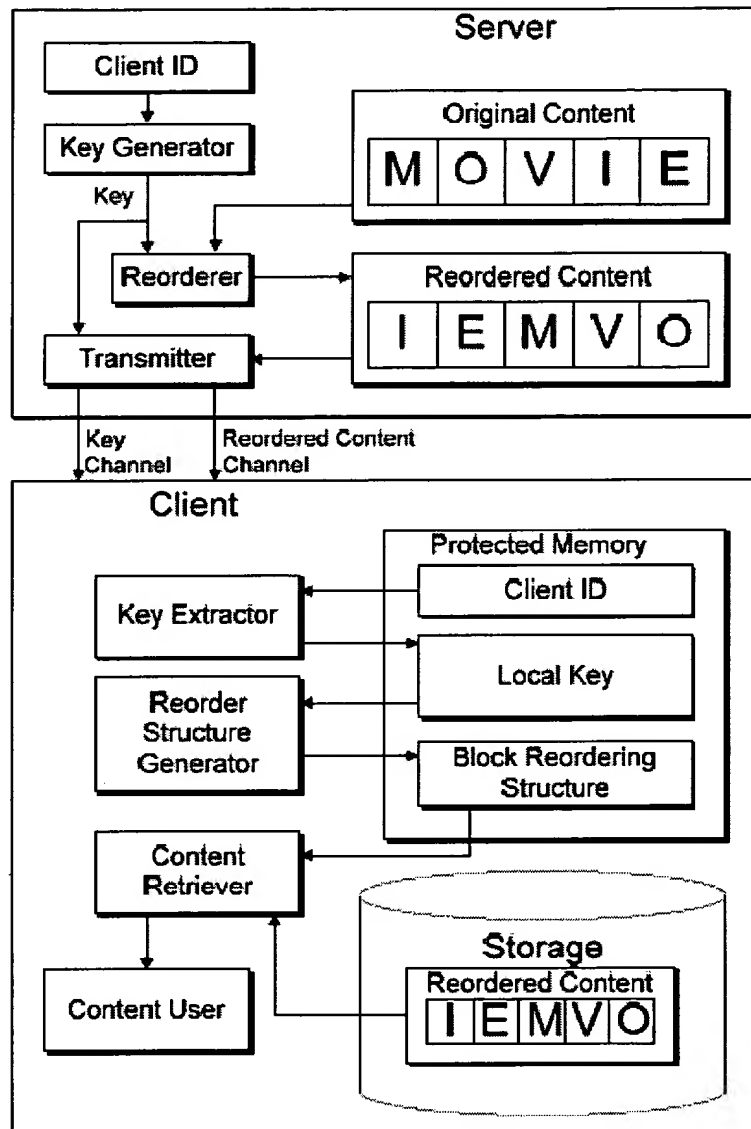 Server
Client ID
Key Generator
Key
Original Content
M O V I E
Reorderer
Reordered Content
I E M V O
Transmitter
Key
Channel
Reordered Content
Channel
Client
Protected Memory
Client ID
Key Extractor
Local Key
Reorder
Structure
Generator
Block Reordering
Structure
Content
Retriever
Storage
Reordered Content
I E M V O
Content User